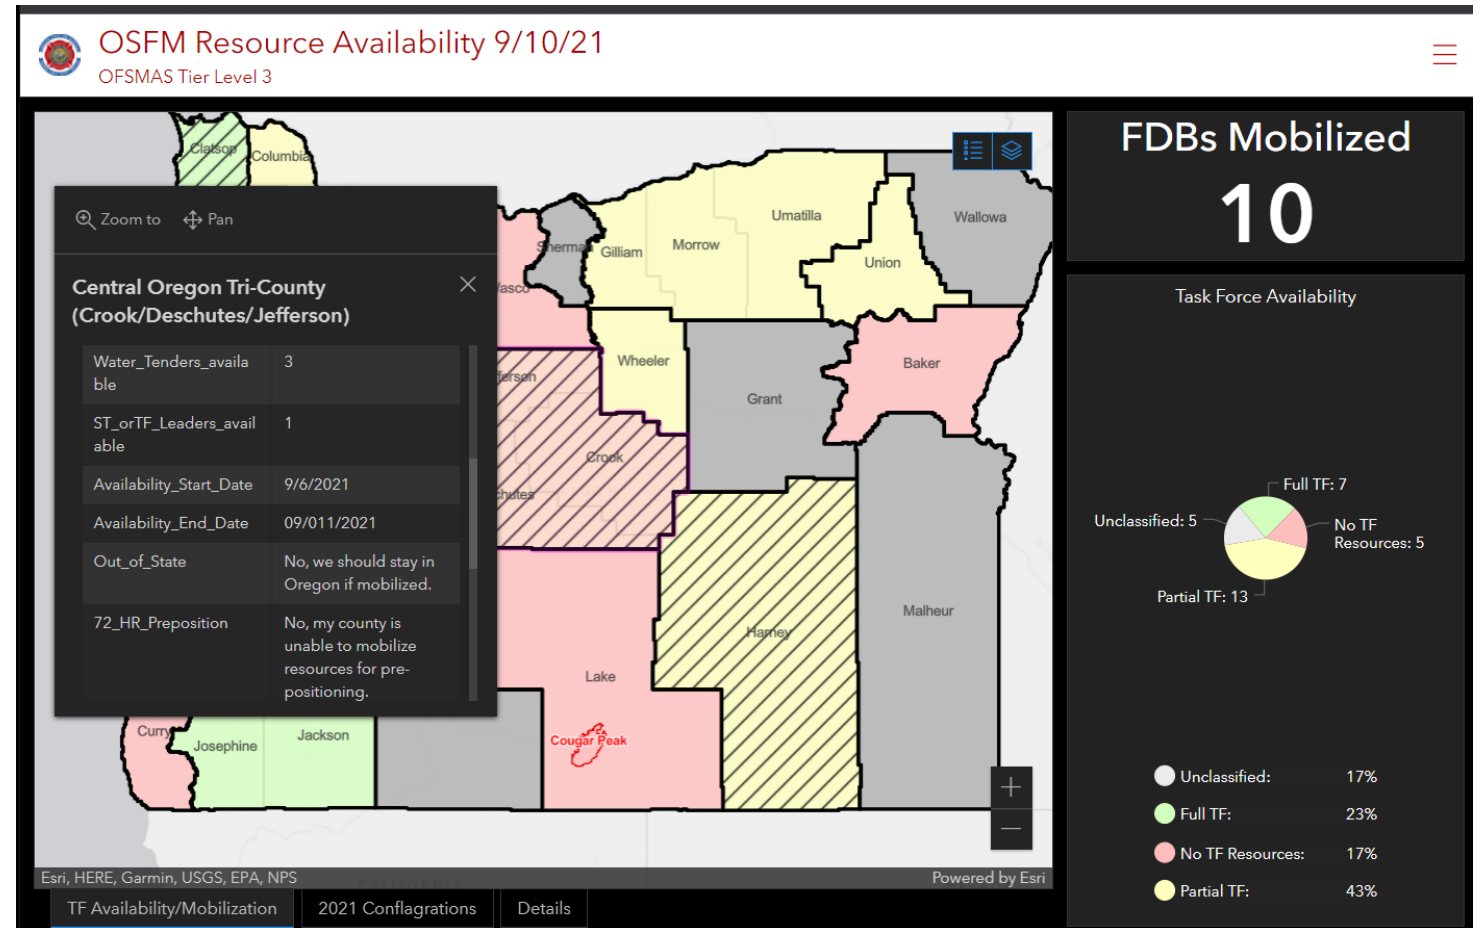 OSFM Resource Availability 9/10/21
OFSMAS Tier Level 3
Clatsop
Columbia
Zoom to
Pan
Central Oregon Tri-County
(Crook/Deschutes/Jefferson)
Water_Tenders_availa
ble
3
ST_orTF_Leaders_avail
able
1
Availability_Start_Date
9/6/2021
Availability_End_Date
09/011/2021
Out_of_State
No, we should stay in
Oregon if mobilized.
72_HR_Preposition
No, my county is
unable to mobilize
resources for pre-
positioning.
asco
Sherman
Gilliam
Morrow
Umatilla
Union
Wallowa
ferson
Wheeler
Grant
Baker
Crook
chutes
Harney
Malheur
Lake
Cougar Peak
Curry
Josephine
Jackson
CALIFORNIA
+
−
Esri, HERE, Garmin, USGS, EPA, NPS
Powered by Esri
TF Availability/Mobilization
2021 Conflagrations
Details
FDBs Mobilized
10
Task Force Availability
Full TF: 7
Unclassified: 5
No TF
Resources: 5
Partial TF: 13
Unclassified: 17%
Full TF: 23%
No TF Resources: 17%
Partial TF: 43%